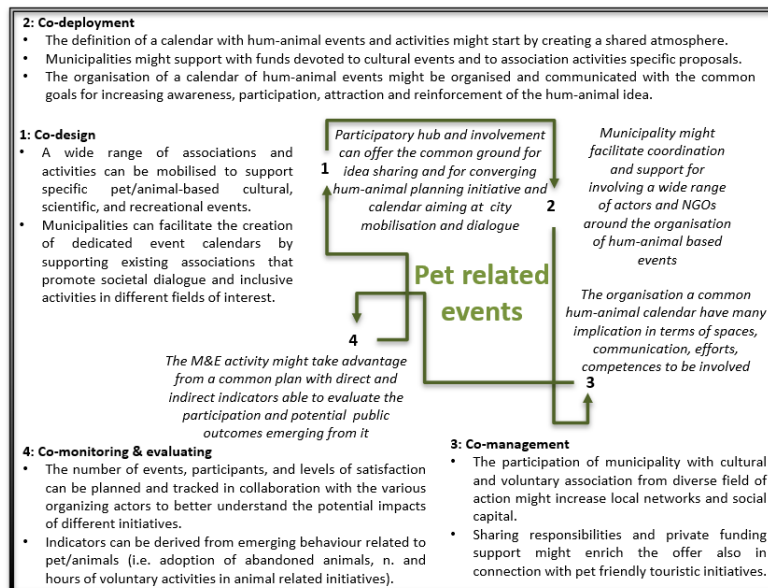 2: Co-deployment
• The definition of a calendar with hum-animal events and activities might start by creating a shared atmosphere.
• Municipalities might support with funds devoted to cultural events and to association activities specific proposals.
• The organisation of a calendar of hum-animal events might be organised and communicated with the common
goals for increasing awareness, participation, attraction and reinforcement of the hum-animal idea.
1: Co-design
• A wide range of associations and
activities can be mobilised to support
specific pet/animal-based cultural,
scientific, and recreational events.
• Municipalities can facilitate the creation
of dedicated event calendars by
supporting existing associations that
promote societal dialogue and inclusive
activities in different fields of interest.
1
Participatory hub and involvement
can offer the common ground for
idea sharing and for converging
hum-animal planning initiative and
calendar aiming at city
mobilisation and dialogue
2
Municipality might
facilitate coordination
and support for
involving a wide range
of actors and NGOs
around the organisation
of hum-animal based
events
Pet related
events
The organisation a common
hum-animal calendar have many
implication in terms of spaces,
communication, efforts,
competences to be involved
3
4
The M&E activity might take advantage
from a common plan with direct and
indirect indicators able to evaluate the
participation and potential public
outcomes emerging from it
4: Co-monitoring & evaluating
• The number of events, participants, and levels of satisfaction
can be planned and tracked in collaboration with the various
organizing actors to better understand the potential impacts
of different initiatives.
• Indicators can be derived from emerging behaviour related to
pet/animals (i.e. adoption of abandoned animals, n. and
hours of voluntary activities in animal related initiatives).
3: Co-management
• The participation of municipality with cultural
and voluntary association from diverse field of
action might increase local networks and social
capital.
• Sharing responsibilities and private funding
support might enrich the offer also in
connection with pet friendly touristic initiatives.